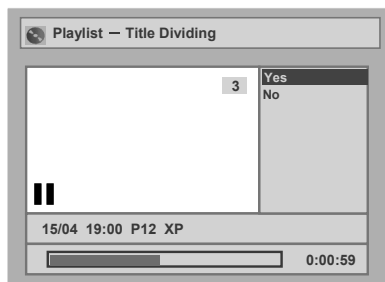 Playlist — Title Dividing
3
Yes
No
15/04 19:00 P12 XP
0:00:59